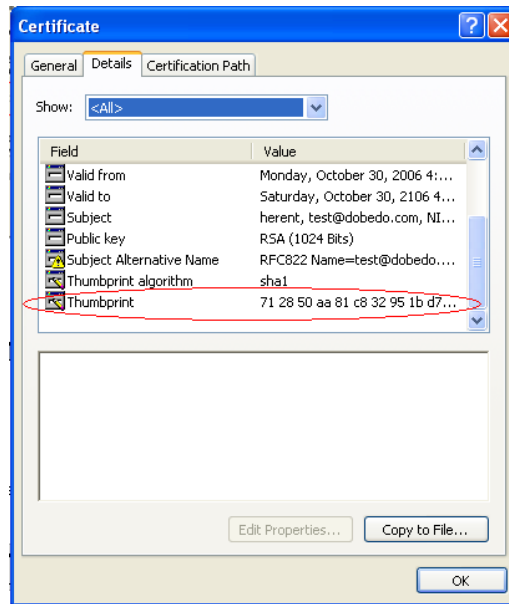 Certificate
General Details Certification Path
Show: <All>
Field Value
Valid from Monday, October 30, 2006 4:...
Valid to Saturday, October 30, 2106 4...
Subject herent, test@dobedo.com, NI...
Public key RSA (1024 Bits)
Subject Alternative Name RFC822 Name=test@dobedo....
Thumbprint algorithm sha1
Thumbprint 71 28 50 aa 81 c8 32 95 1b d7...
Edit Properties... Copy to File...
OK